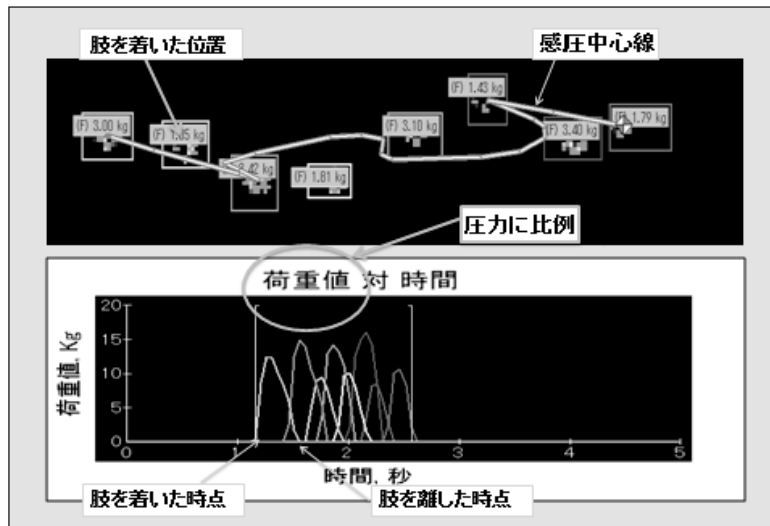 肢を着いた位置
感圧中心線
(F) 1.43 kg
(F) 3.00 kg
(F) 3.10 kg
(F) 3.40 kg
1.79 kg
(F) 1.81 kg
圧力に比例
荷重値 対 時間
荷重値, Kg
20
15
10
5
0
0 1 2 3 4 5
時間, 秒
肢を着いた時点
肢を離した時点